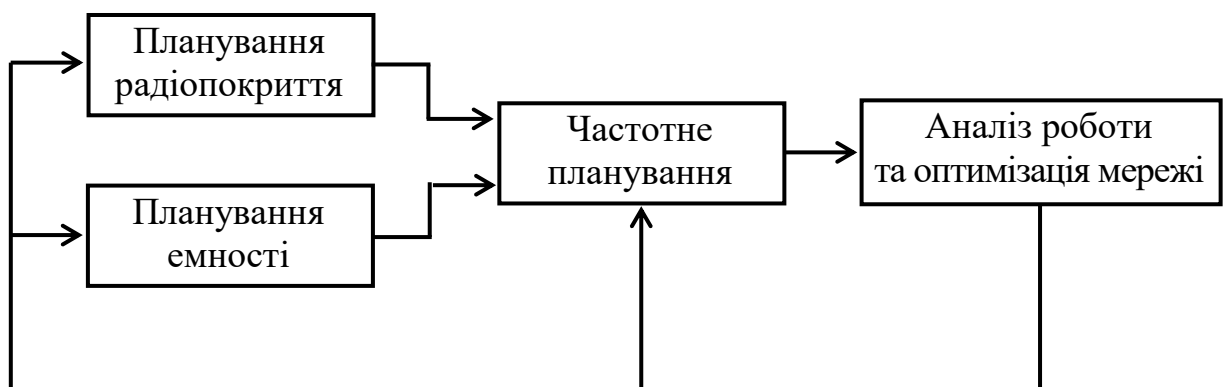 Планування
радіопокриття
Частотне
планування
Аналіз роботи
та оптимізація мережі
Планування
емності